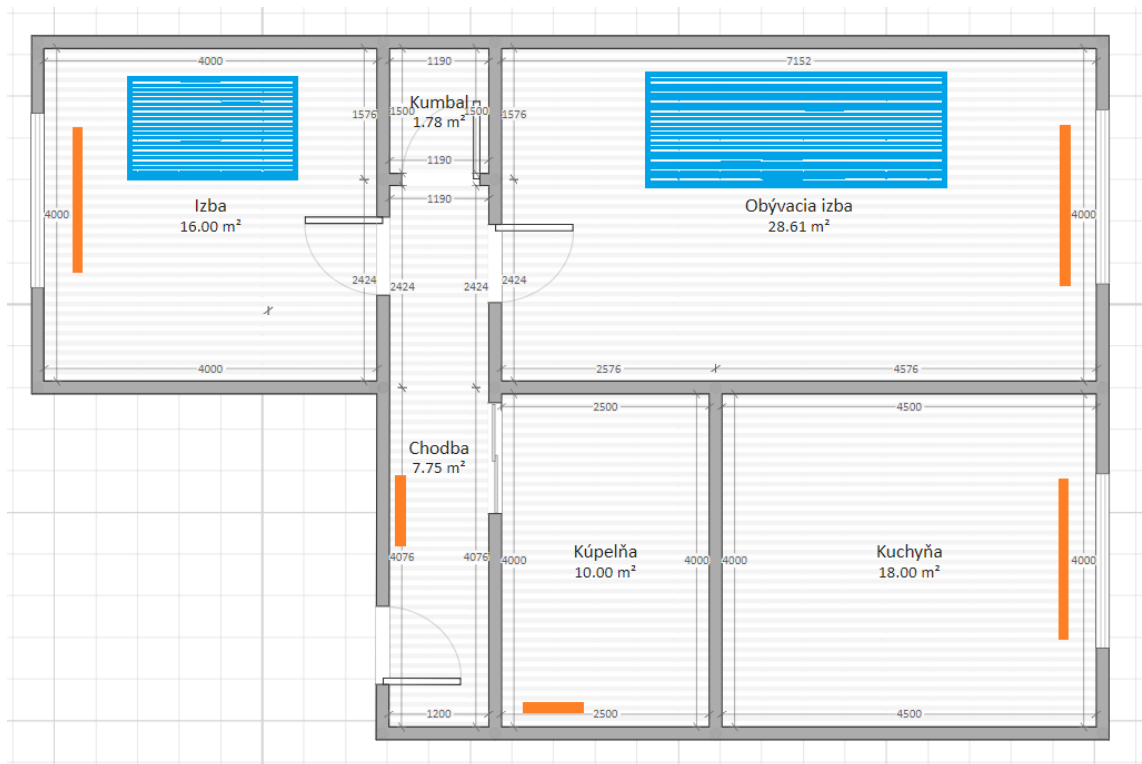 4000
1190
7152
Kumbal
1.78 m²
1576
1500
1500
1576
1190
1190
Izba
16.00 m²
Obývacia izba
28.61 m²
4000
4000
2424
2424
2424
2424
4000
2576
4576
2500
4500
Chodba
7.75 m²
4076
4076
4000
Kúpelňa
10.00 m²
4000
4000
Kuchyňa
18.00 m²
4000
1200
2500
4500